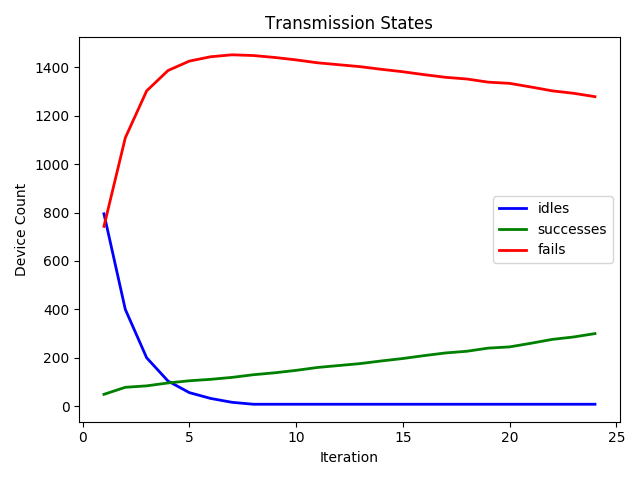 Transmission States
Device Count
1400
1200
1000
800
600
400
200
0
idles
successes
fails
0 5 10 15 20 25
Iteration